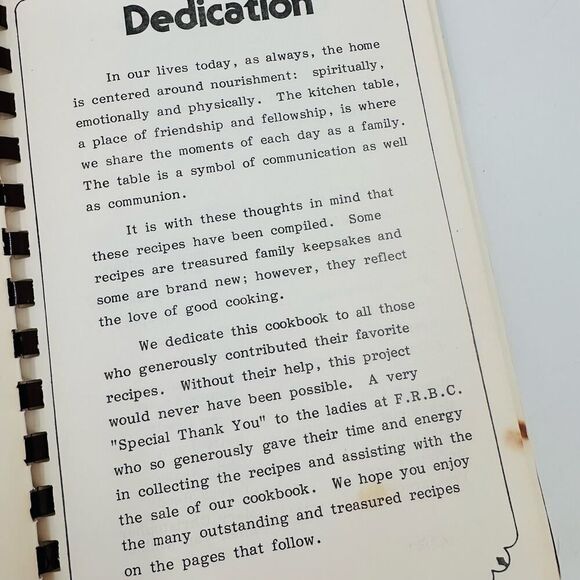 Dedication
In our lives today, as always, the home
is centered around nourishment: spiritually,
emotionally and physically. The kitchen table,
a place of friendship and fellowship, is where
we share the moments of each day as a family.
The table is a symbol of communication as well
as communion.
It is with these thoughts in mind that
these recipes have been compiled. Some
recipes are treasured family keepsakes and
some are brand new; however, they reflect
the love of good cooking.
We dedicate this cookbook to all those
who generously contributed their favorite
recipes. Without their help, this project
would never have been possible. A very
"Special Thank You" to the ladies at F.R.B.C.
who so generously gave their time and energy
in collecting the recipes and assisting with the
the sale of our cookbook. We hope you enjoy
the many outstanding and treasured recipes
on the pages that follow.